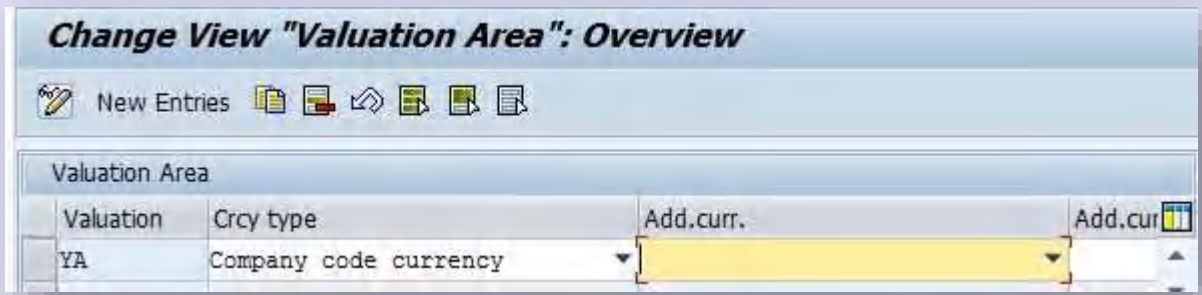 Change View "Valuation Area": Overview
New Entries
Valuation Area
Valuation Crcy type Add.curr. Add.cur
YA Company code currency